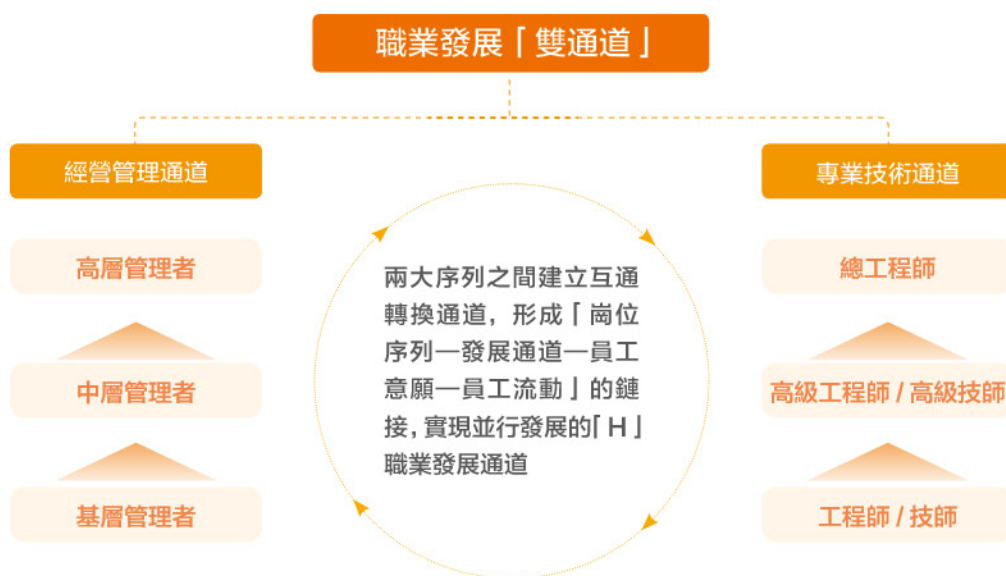 職業發展「雙通道」
經營管理通道
高層管理者
中層管理者
基層管理者
兩大序列之間建立互通
轉換通道，形成「崗位
序列—發展通道—員工
意願—員工流動」的鏈
接，實現並行發展的「H」
職業發展通道
專業技術通道
總工程師
高級工程師 / 高級技師
工程師 / 技師